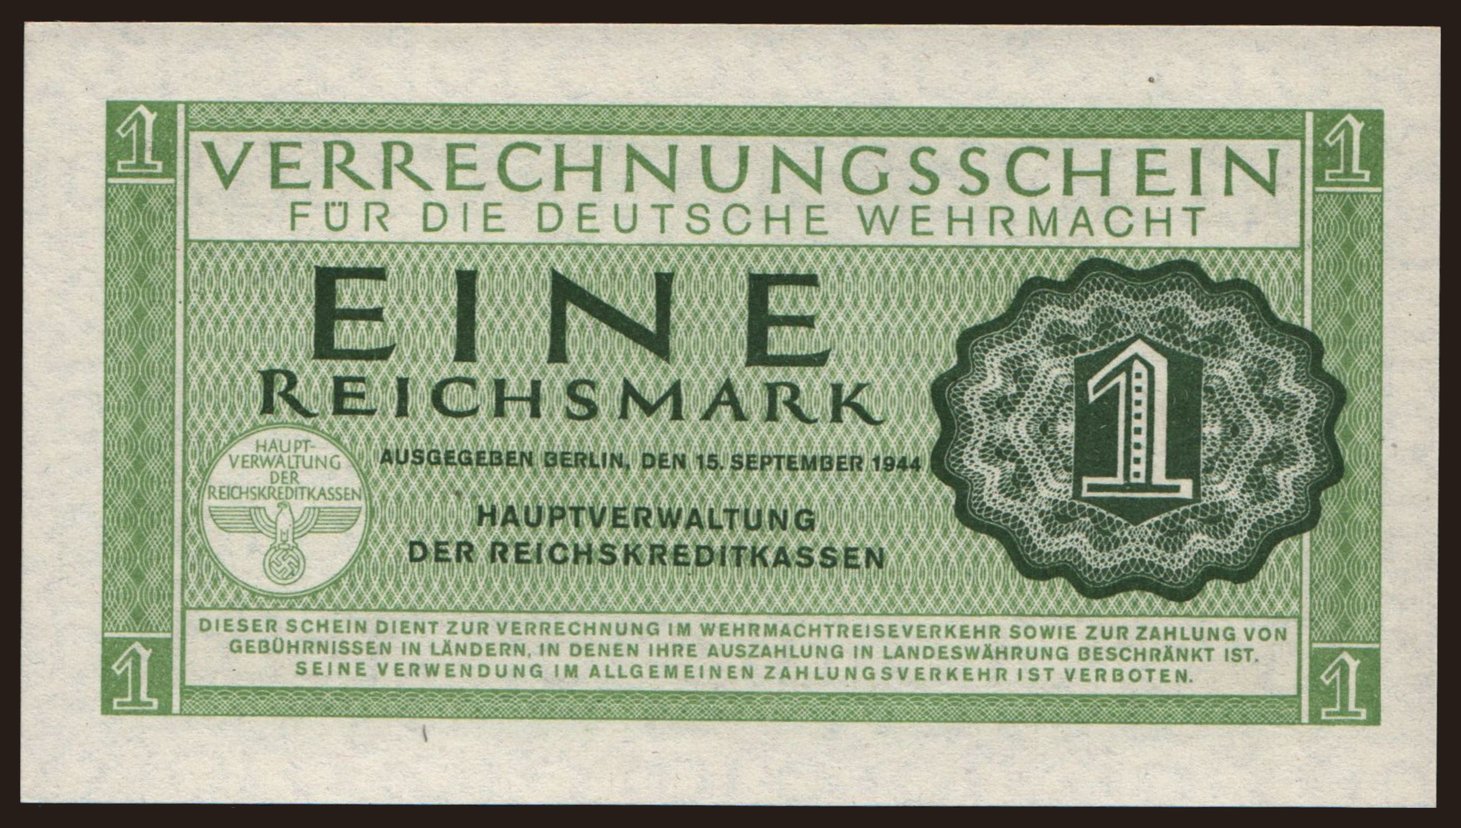 1
1
VERRECHNUNGSSCHEIN
FÜR DIE DEUTSCHE WEHRMACHT
EINE
REICHSMARK
1
HAUPT-
VERWALTUNG
DER
REICHSKREDITKASSEN
AUSGEGEBEN BERLIN, DEN 15. SEPTEMBER 1944
HAUPTVERWALTUNG
DER REICHSKREDITKASSEN
DIESER SCHEIN DIENT ZUR VERRECHNUNG IM WEHRMACHTREISEVERKEHR SOWIE ZUR ZAHLUNG VON
GEBÜHRNISSEN IN LÄNDERN, IN DENEN IHRE AUSZAHLUNG IN LANDESWÄHRUNG BESCHRÄNKT IST.
SEINE VERWENDUNG IM ALLGEMEINEN ZAHLUNGSVERKEHR IST VERBOTEN.
1
1